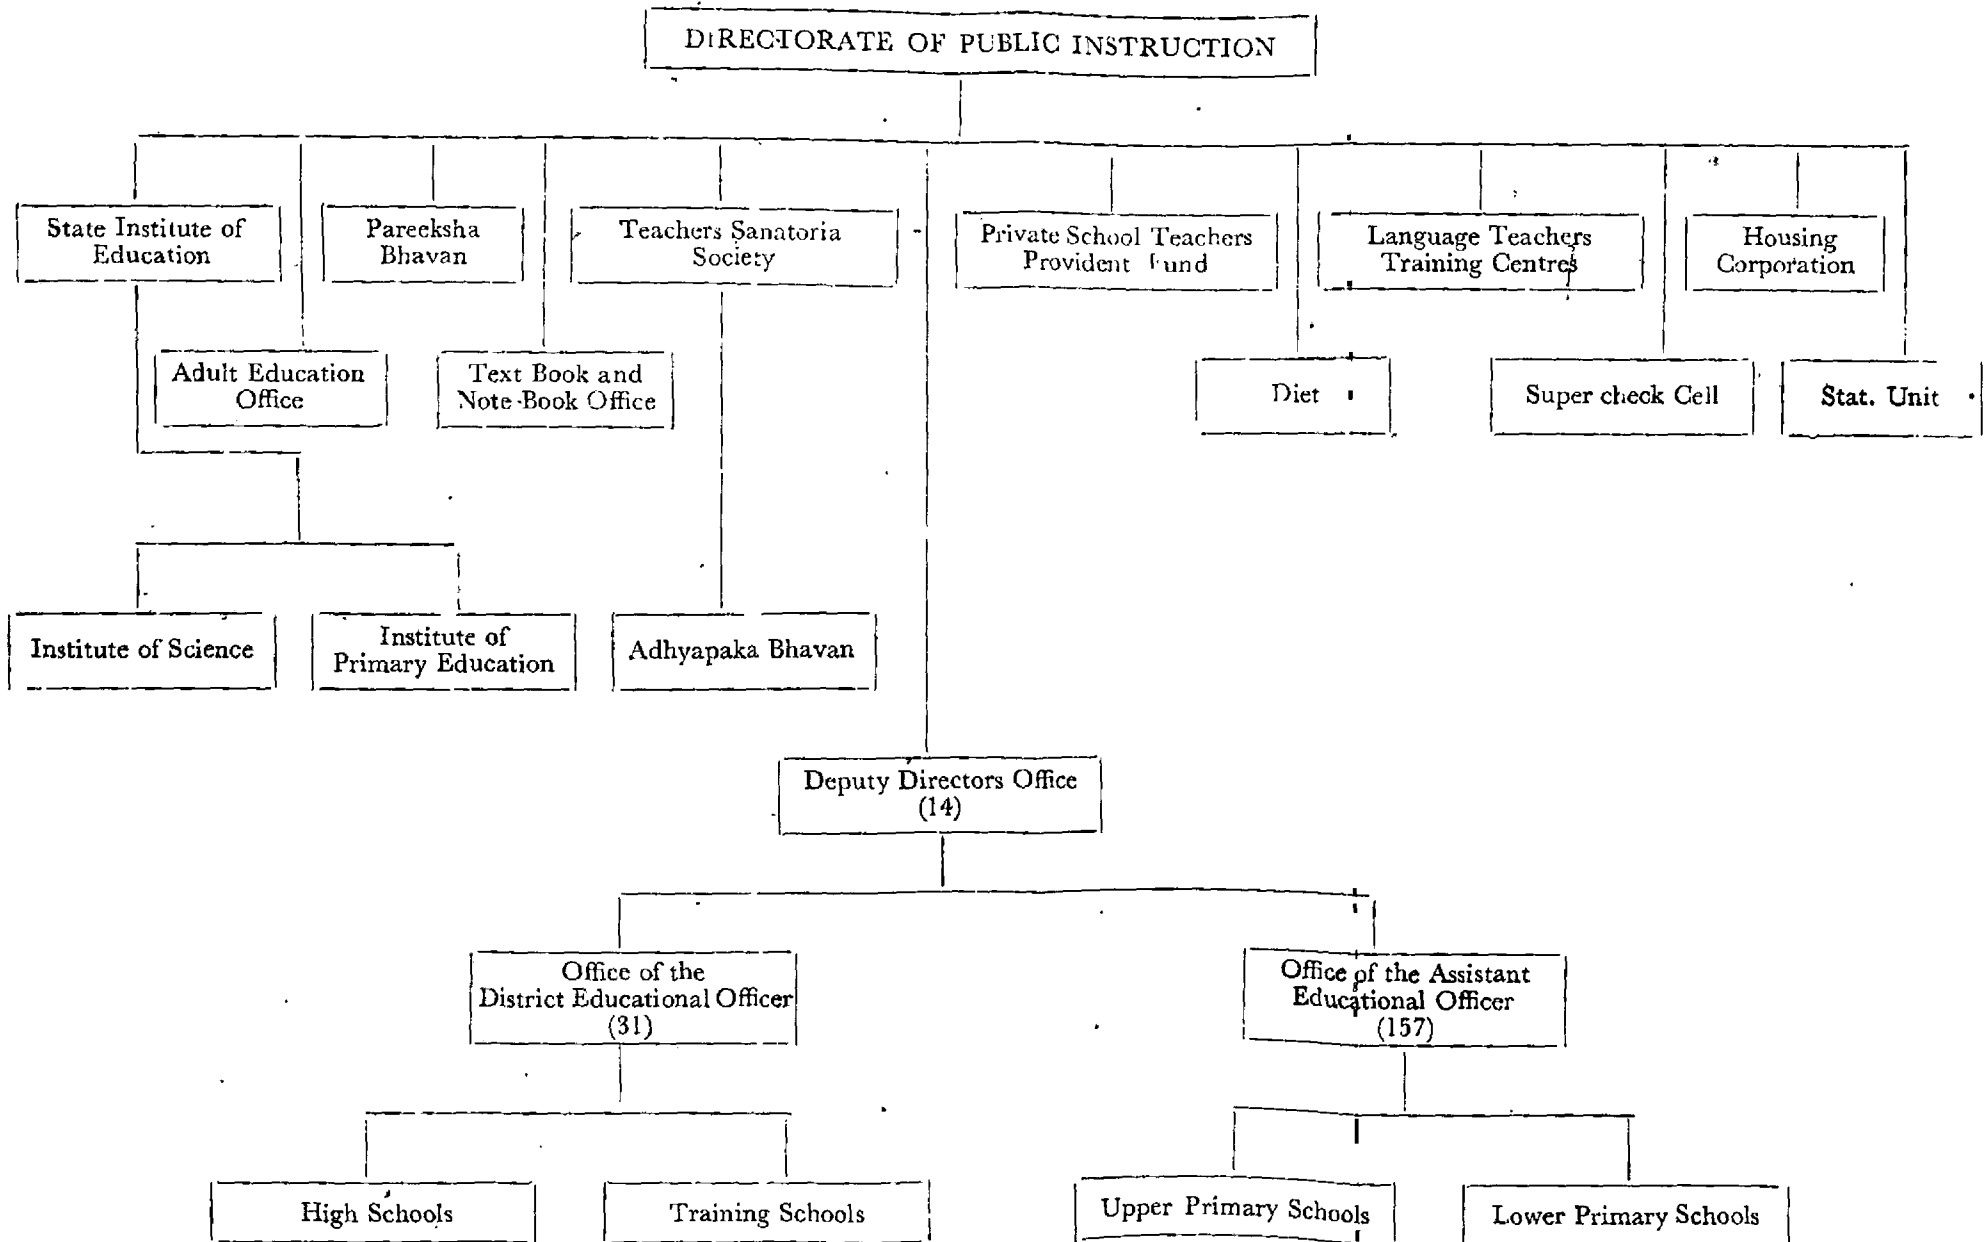 DIRECTORATE OF PUBLIC INSTRUCTION
State Institute of
Education
Pareeksha
Bhavan
Teachers Sanatoria
Society
Private School Teachers
Provident Fund
Language Teachers
Training Centres
Housing
Corporation
Adult Education
Office
Text Book and
Note-Book Office
Diet
Super check Cell
Stat. Unit
Institute of Science
Institute of
Primary Education
Adhyapaka Bhavan
Deputy Directors Office
(14)
Office of the
District Educational Officer
(31)
Office of the Assistant
Educational Officer
(157)
High Schools
Training Schools
Upper Primary Schools
Lower Primary Schools